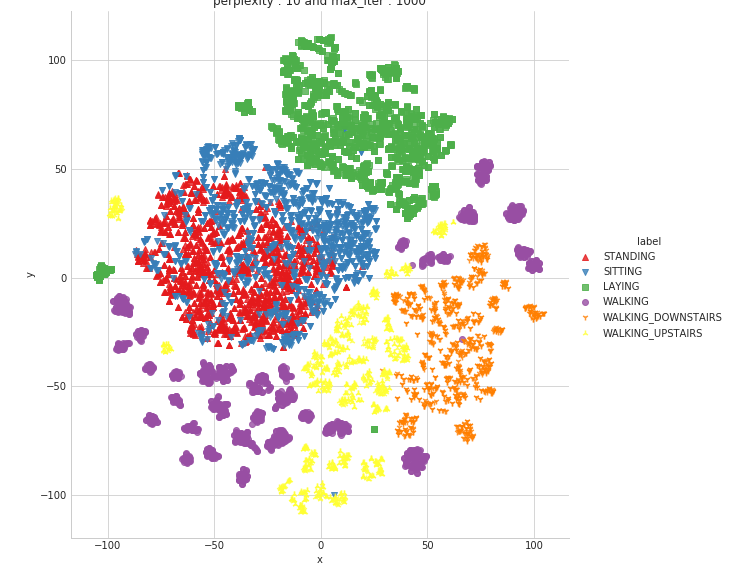 perplexity : 10 and max_iter : 1000
100
50
0
−50
−100
y
−100
−50
0
50
100
x
label
STANDING
SITTING
LAYING
WALKING
WALKING_DOWNSTAIRS
WALKING_UPSTAIRS